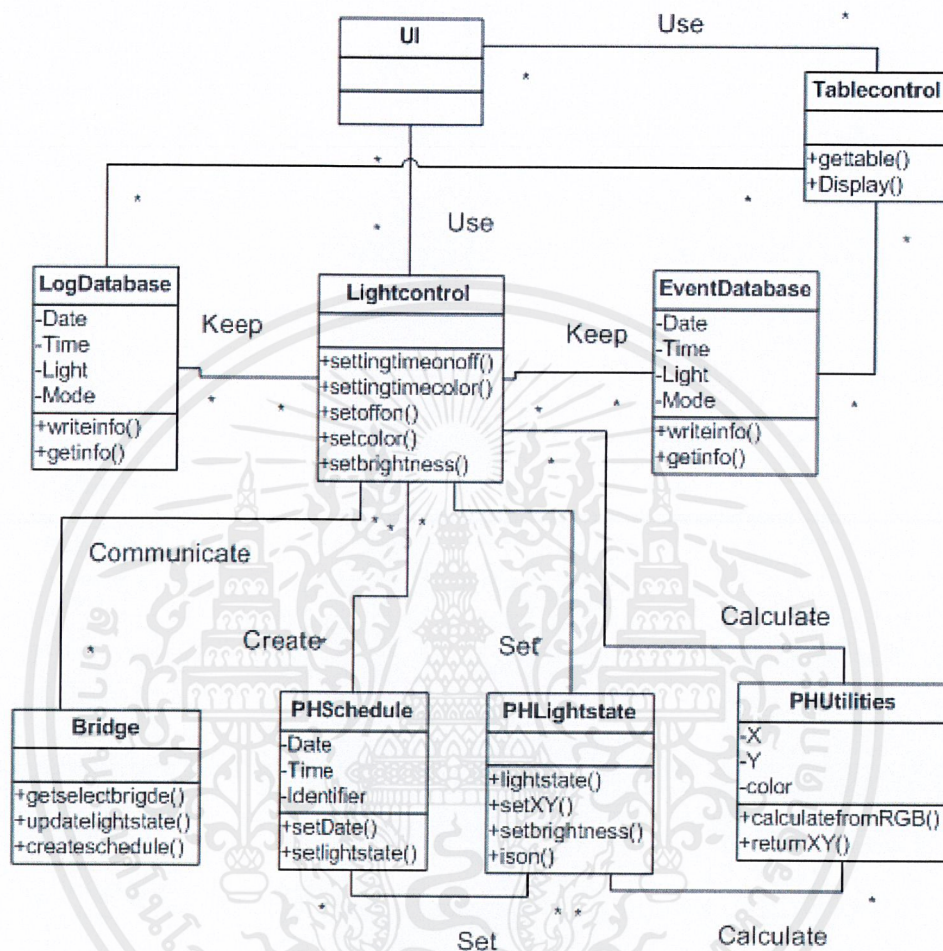 UI
Use
*
*
Tablecontrol
+gettable()
+Display()
*
*
*
*
*
Use
LogDatabase
-Date
-Time
-Light
-Mode
+writeinfo()
+getinfo()
Keep
*
*
Lightcontrol
+settingtimeonoff()
+settingtimecolor()
+setoffon()
+setcolor()
+setbrightness()
Keep
*
*
*
EventDatabase
-Date
-Time
-Light
-Mode
+writeinfo()
+getinfo()
*
*
*
*
Communicate
*
Create
*
Set
*
Calculate
Bridge
+getselectbrigde()
+updatelightstate()
+createschedule()
PHSchedule
-Date
-Time
-Identifier
+setDate()
+setlightstate()
PHLightstate
+lightstate()
+setXY()
+setbrightness()
+ison()
PHUtilities
-X
-Y
-color
+calculatefromRGB()
+returnXY()
*
Set
*
*
Calculate
*